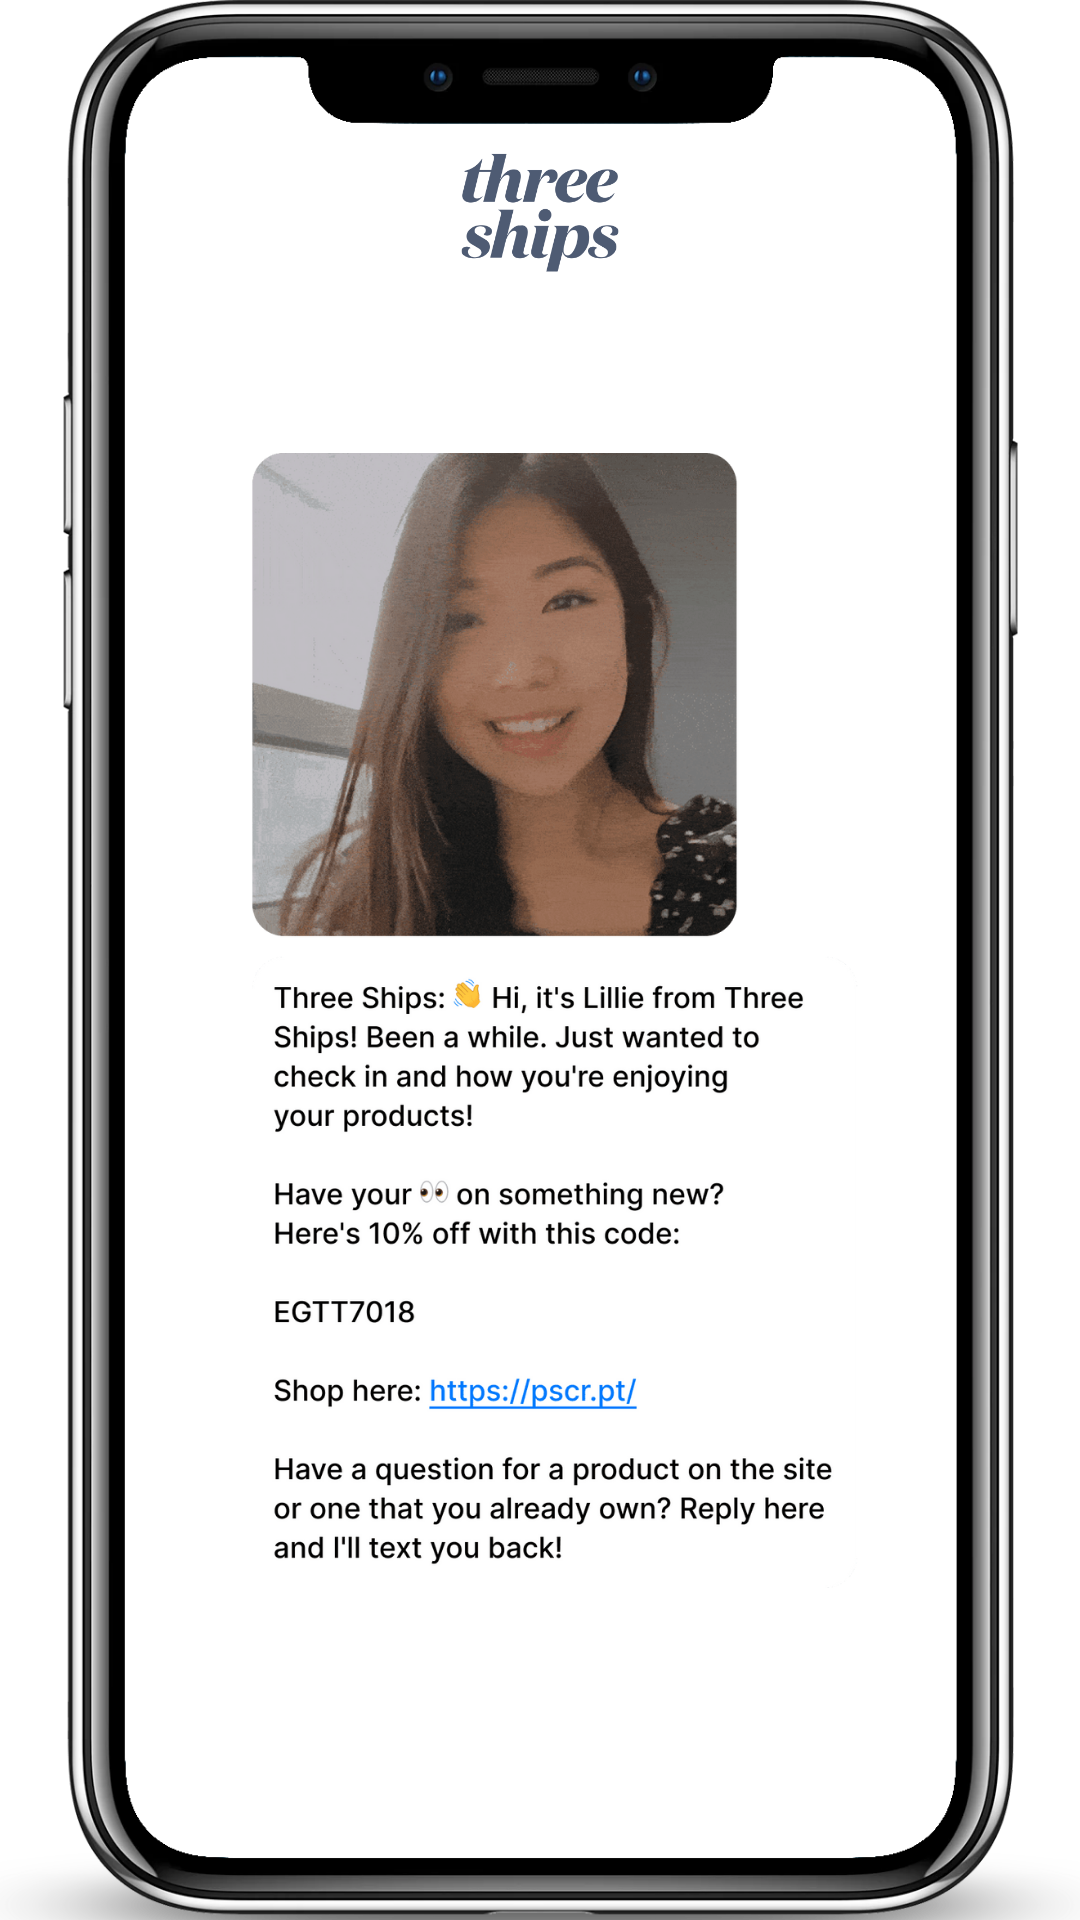 three
ships
Three Ships: 👋 Hi, it's Lillie from Three
Ships! Been a while. Just wanted to
check in and how you're enjoying
your products!
Have your 👀 on something new?
Here's 10% off with this code:
EGTT7018
Shop here: https://pscr.pt/
Have a question for a product on the site
or one that you already own? Reply here
and I'll text you back!